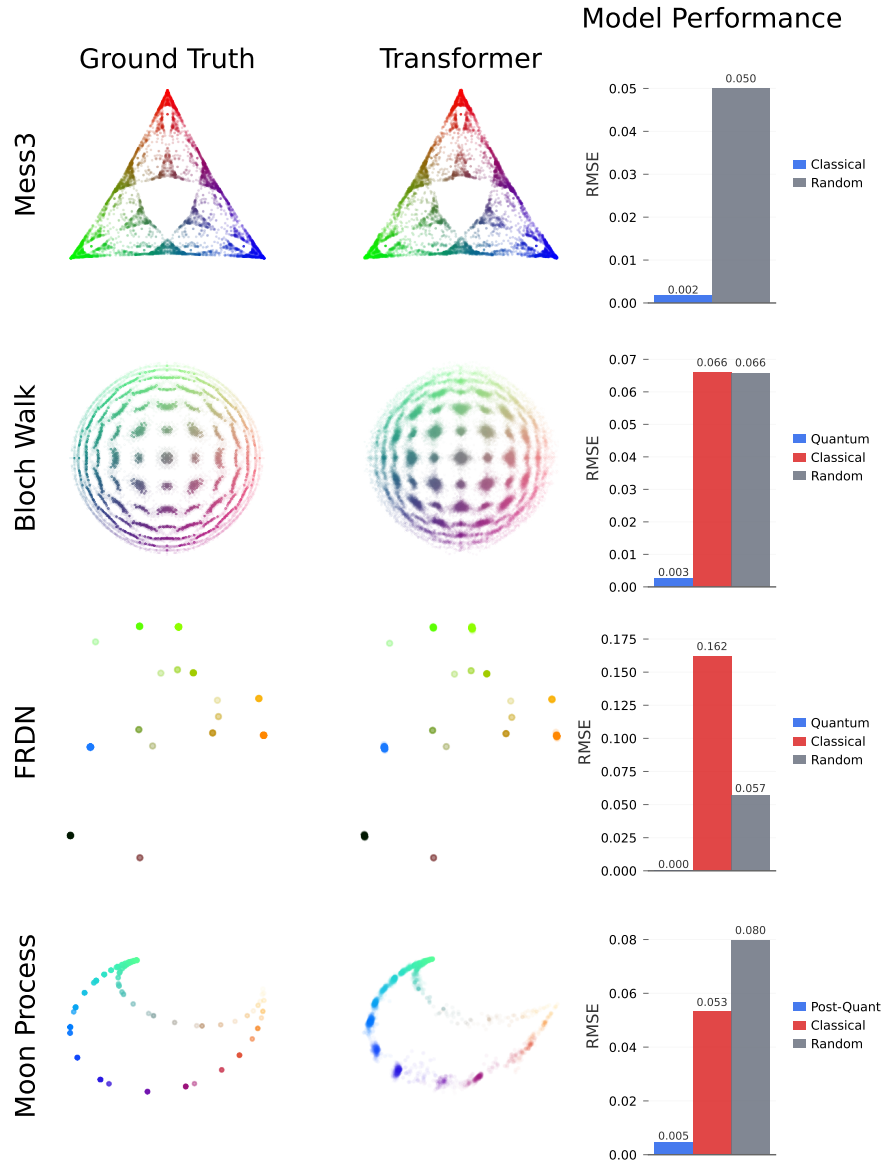 Model Performance
Ground Truth
Transformer
Mess3
RMSE
0.05
0.04
0.03
0.02
0.01
0.00
0.002
0.050
Classical
Random
Bloch Walk
RMSE
0.07
0.06
0.05
0.04
0.03
0.02
0.01
0.00
0.003
0.066
0.066
Quantum
Classical
Random
FRDN
RMSE
0.175
0.150
0.125
0.100
0.075
0.050
0.025
0.000
0.000
0.162
0.057
Quantum
Classical
Random
Moon Process
RMSE
0.08
0.06
0.04
0.02
0.00
0.005
0.053
0.080
Post-Quant
Classical
Random